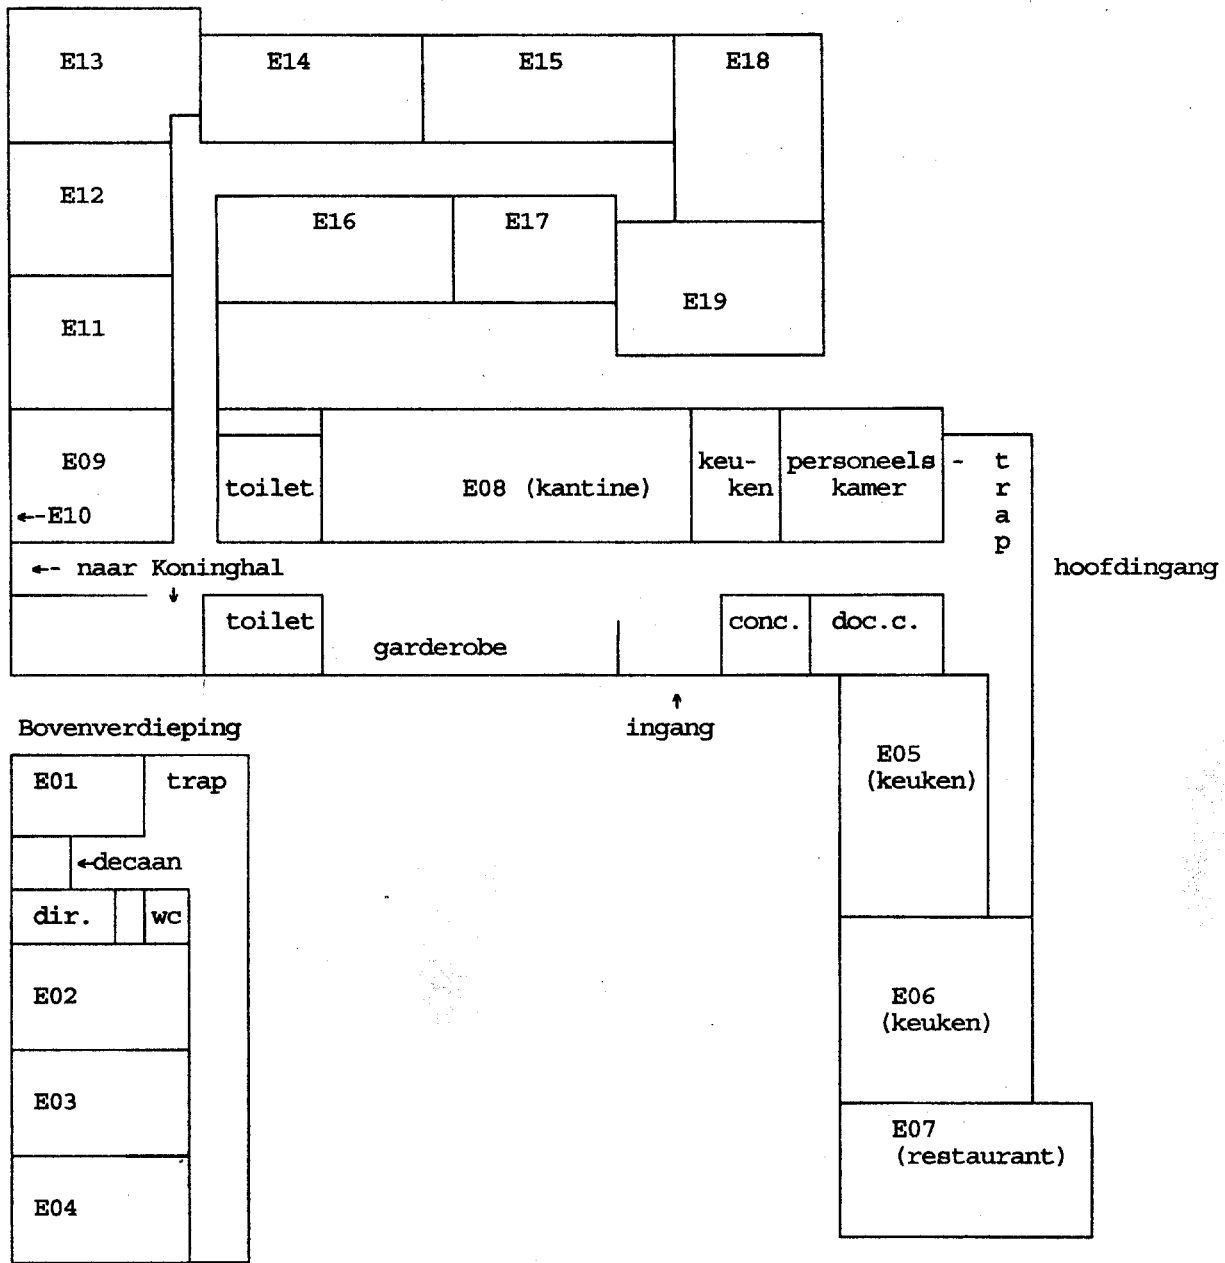 E13 E14 E15 E18
E12
E16 E17
E19
E11
E09
←-E10
toilet
E08 (kantine)
keu-
ken
personeels -
kamer
t
r
a
p
←- naar Koninghal
↓
hoofdingang
toilet
garderobe
conc.
doc.c.
↑
ingang
E05
(keuken)
E06
(keuken)
E07
(restaurant)
Bovenverdieping
E01 trap
←decaan
dir. wc
E02
E03
E04